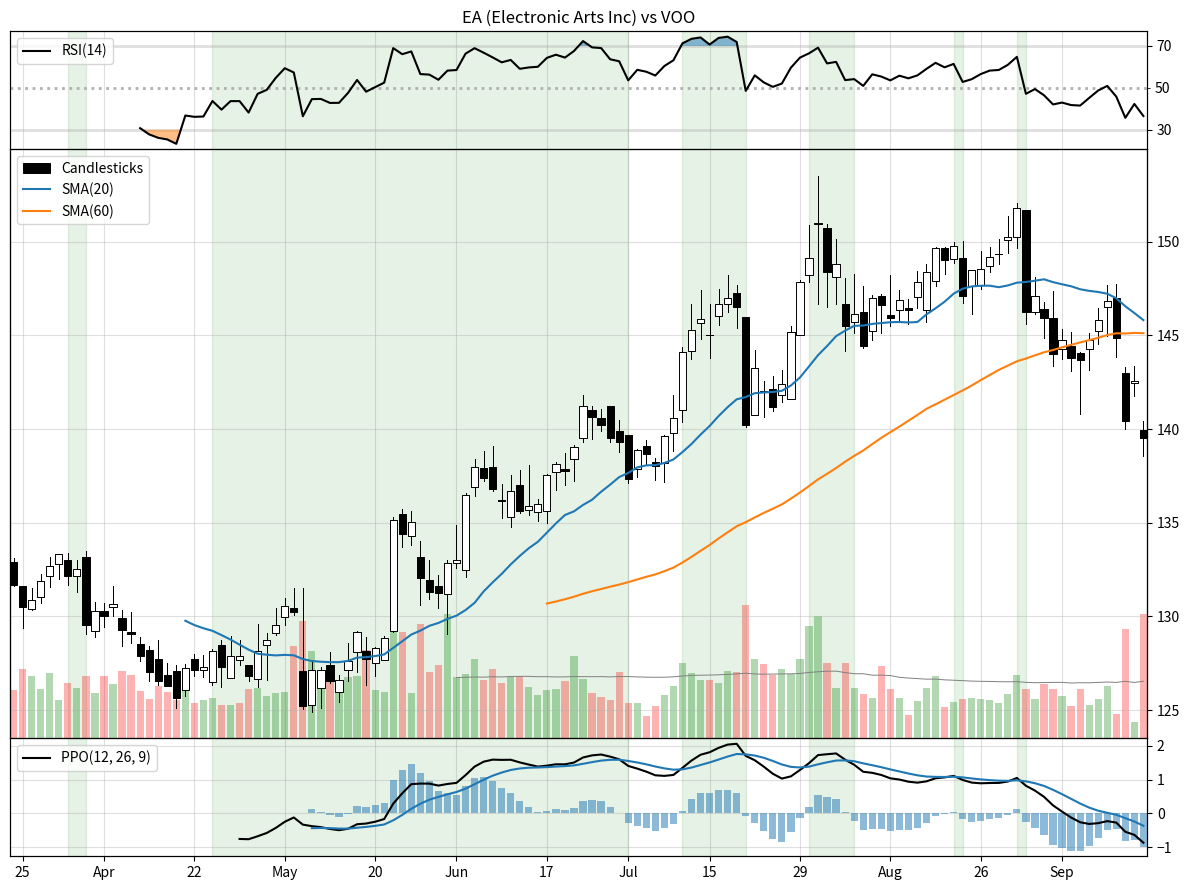 EA (Electronic Arts Inc) vs VOO
RSI(14)
70
50
30
Candlesticks
SMA(20)
SMA(60)
150
145
140
135
130
125
PPO(12, 26, 9)
2
1
0
−1
25 Apr 22 May 20 Jun 17 Jul 15 29 Aug 26 Sep